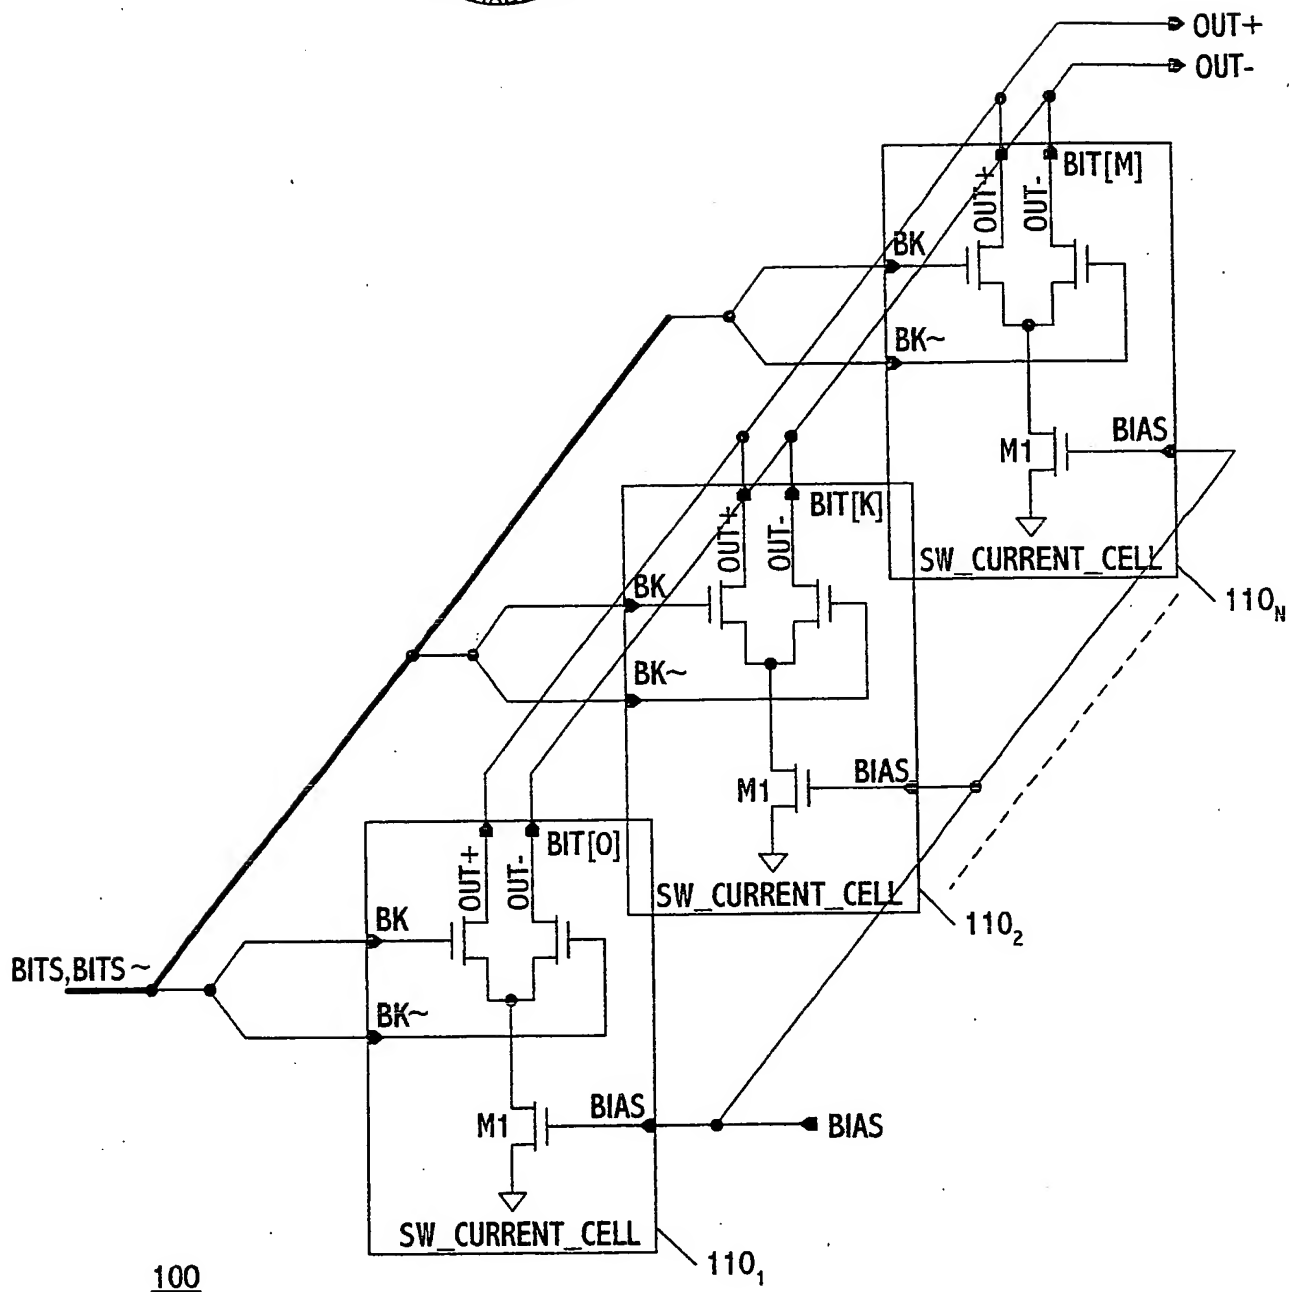 OUT+
OUT-
BIT[M]
OUT+
OUT-
BK
BK~
BIAS
M1
SW_CURRENT_CELL
110N
BIT[K]
OUT+
OUT-
BK
BK~
BIAS
M1
SW_CURRENT_CELL
110₂
BIT[O]
OUT+
OUT-
BK
BITS,BITS~
BK~
BIAS
BIAS
M1
SW_CURRENT_CELL
110₁
100